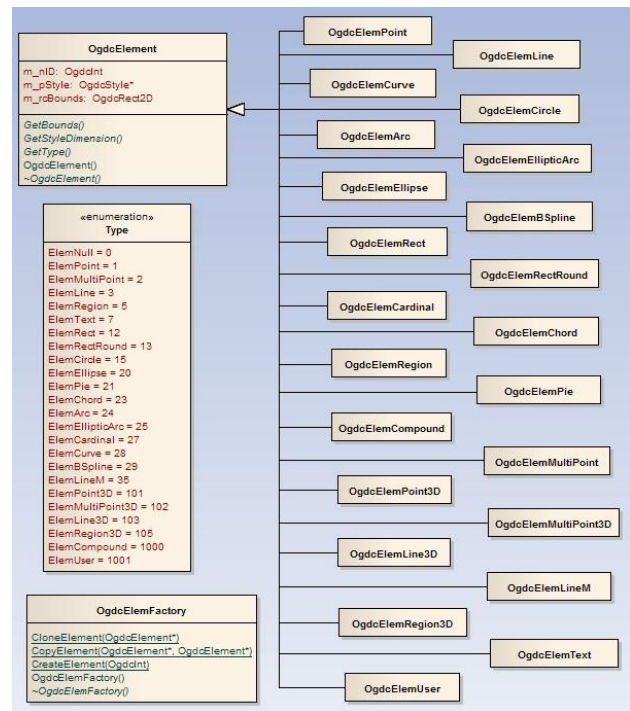 OgdcElement
m_nID: OgdcInt
m_pStyle: OgdcStyle*
m_rcBounds: OgdcRect2D
GetBounds()
GetStyleDimension()
GetType()
OgdcElement()
~OgdcElement()
«enumeration»
Type
ElemNull = 0
ElemPoint = 1
ElemMultiPoint = 2
ElemLine = 3
ElemRegion = 5
ElemText = 7
ElemRect = 12
ElemRectRound = 13
ElemCircle = 15
ElemEllipse = 20
ElemPie = 21
ElemChord = 23
ElemArc = 24
ElemEllipticArc = 25
ElemCardinal = 27
ElemCurve = 28
ElemBSpline = 29
ElemLineM = 35
ElemPoint3D = 101
ElemMultiPoint3D = 102
ElemLine3D = 103
ElemRegion3D = 105
ElemCompound = 1000
ElemUser = 1001
OgdcElemFactory
CloneElement(OgdcElement*)
CopyElement(OgdcElement*, OgdcElement*)
CreateElement(OgdcInt)
OgdcElemFactory()
~OgdcElemFactory()
OgdcElemPoint
OgdcElemLine
OgdcElemCurve
OgdcElemCircle
OgdcElemArc
OgdcElemEllipticArc
OgdcElemEllipse
OgdcElemBSpline
OgdcElemRect
OgdcElemRectRound
OgdcElemCardinal
OgdcElemChord
OgdcElemRegion
OgdcElemPie
OgdcElemCompound
OgdcElemMultiPoint
OgdcElemPoint3D
OgdcElemMultiPoint3D
OgdcElemLine3D
OgdcElemLineM
OgdcElemRegion3D
OgdcElemText
OgdcElemUser